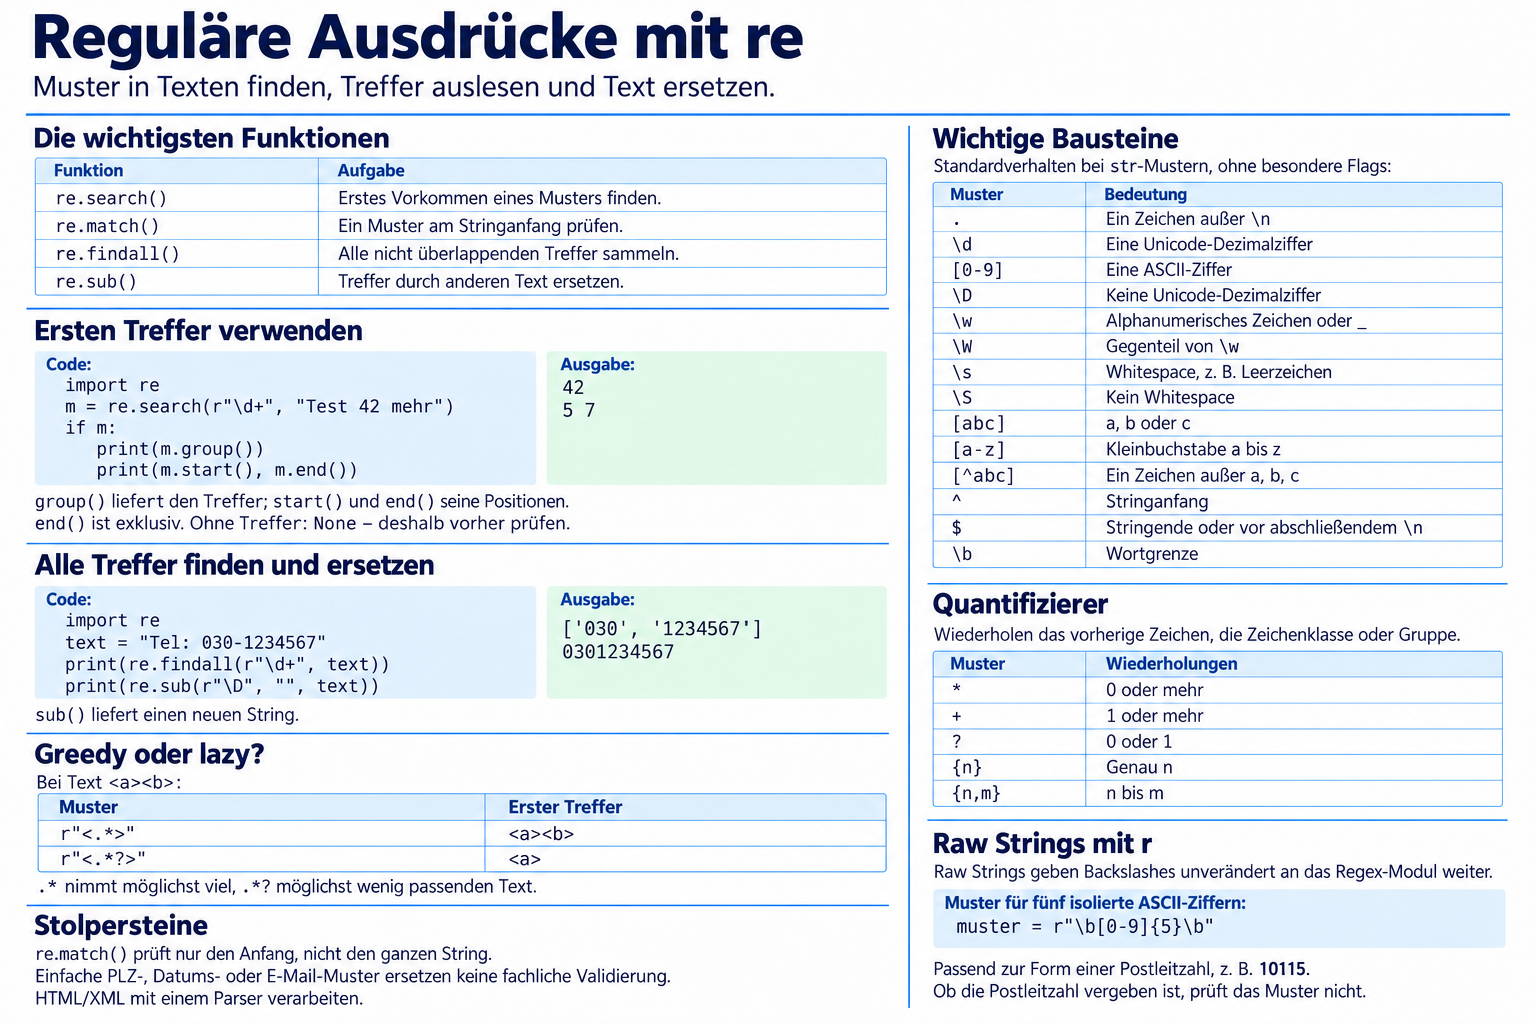 Reguläre Ausdrücke mit re
Muster in Texten finden, Treffer auslesen und Text ersetzen.
Die wichtigsten Funktionen
Funktion Aufgabe
re.search() Erstes Vorkommen eines Musters finden.
re.match() Ein Muster am Stringanfang prüfen.
re.findall() Alle nicht überlappenden Treffer sammeln.
re.sub() Treffer durch anderen Text ersetzen.
Ersten Treffer verwenden
Code:
import re
m = re.search(r"\d+", "Test 42 mehr")
if m:
   print(m.group())
   print(m.start(), m.end())
Ausgabe:
42
5 7
group() liefert den Treffer; start() und end() seine Positionen.
end() ist exklusiv. Ohne Treffer: None – deshalb vorher prüfen.
Alle Treffer finden und ersetzen
Code:
import re
text = "Tel: 030-1234567"
print(re.findall(r"\d+", text))
print(re.sub(r"\D", "", text))
Ausgabe:
['030', '1234567']
0301234567
sub() liefert einen neuen String.
Greedy oder lazy?
Bei Text <a><b>:
Muster Erster Treffer
r"<.*>" <a><b>
r"<.*?>" <a>
.* nimmt möglichst viel, .*? möglichst wenig passenden Text.
Stolpersteine
re.match() prüft nur den Anfang, nicht den ganzen String.
Einfache PLZ-, Datums- oder E-Mail-Muster ersetzen keine fachliche Validierung.
HTML/XML mit einem Parser verarbeiten.
Wichtige Bausteine
Standardverhalten bei str-Mustern, ohne besondere Flags:
Muster Bedeutung
. Ein Zeichen außer \n
\d Eine Unicode-Dezimalziffer
[0-9] Eine ASCII-Ziffer
\D Keine Unicode-Dezimalziffer
\w Alphanumerisches Zeichen oder _
\W Gegenteil von \w
\s Whitespace, z. B. Leerzeichen
\S Kein Whitespace
[abc] a, b oder c
[a-z] Kleinbuchstabe a bis z
[^abc] Ein Zeichen außer a, b, c
^ Stringanfang
$ Stringende oder vor abschließendem \n
\b Wortgrenze
Quantifizierer
Wiederholen das vorherige Zeichen, die Zeichenklasse oder Gruppe.
Muster Wiederholungen
* 0 oder mehr
+ 1 oder mehr
? 0 oder 1
{n} Genau n
{n,m} n bis m
Raw Strings mit r
Raw Strings geben Backslashes unverändert an das Regex-Modul weiter.
Muster für fünf isolierte ASCII-Ziffern:
muster = r"\b[0-9]{5}\b"
Passend zur Form einer Postleitzahl, z. B. 10115.
Ob die Postleitzahl vergeben ist, prüft das Muster nicht.